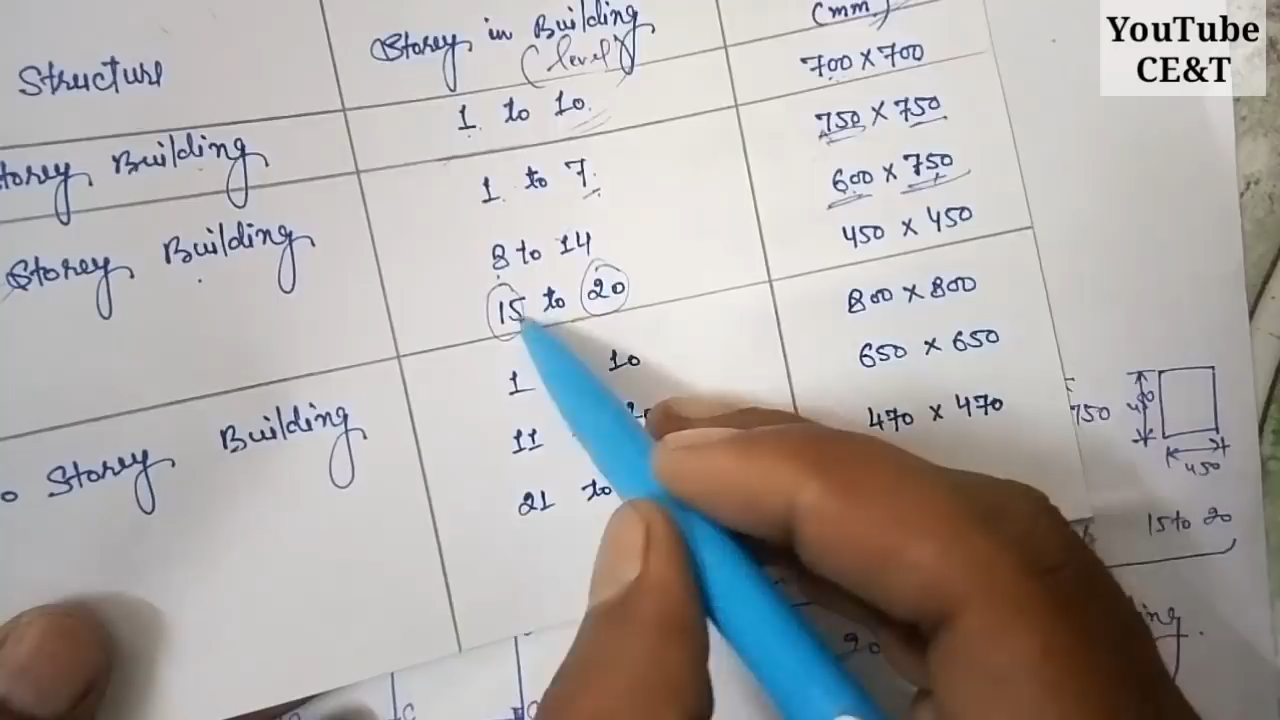 YouTube
CE&T
Structure
Storey in Building
(level)
(mm)
1 to 10
700 x 700
Building
1 to 7
750 x 750
Storey Building
8 to 14
600 x 750
15 to 20
450 x 450
1 10
800 x 800
Storey Building
11
650 x 650
21 to
470 x 470
750
450
450
15 to 20
20